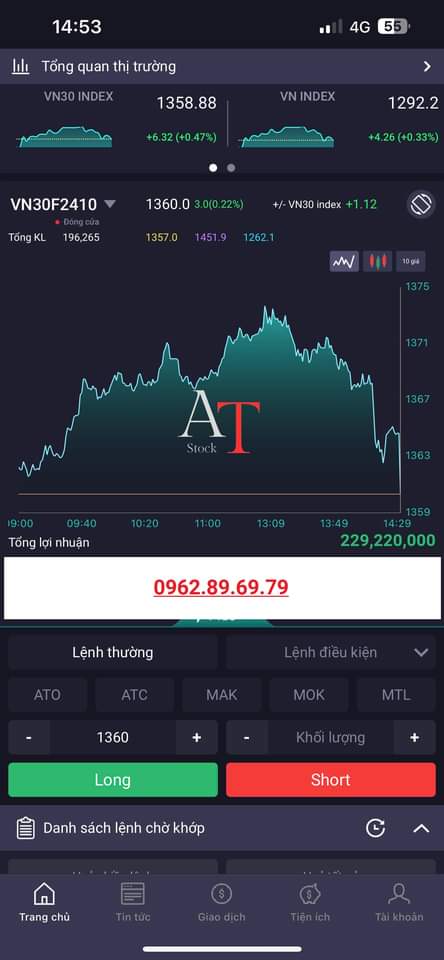 14:53
4G 55
Tổng quan thị trường
VN30 INDEX 1358.88
+6.32 (+0.47%)
VN INDEX 1292.2
+4.26 (+0.33%)
VN30F2410 1360.0 3.0(0.22%) +/- VN30 index +1.12
Đóng cửa
Tổng KL 196,265 1357.0 1451.9 1262.1
10 giá
1375
1371
1367
1363
1359
AT
Stock
09:00 09:40 10:20 11:00 13:09 13:49 14:29
Tổng lợi nhuận 229,220,000
0962.89.69.79
Lệnh thường Lệnh điều kiện
ATO ATC MAK MOK MTL
- 1360 + - Khối lượng +
Long Short
Danh sách lệnh chờ khớp
Trang chủ Tin tức Giao dịch Tiện ích Tài khoản